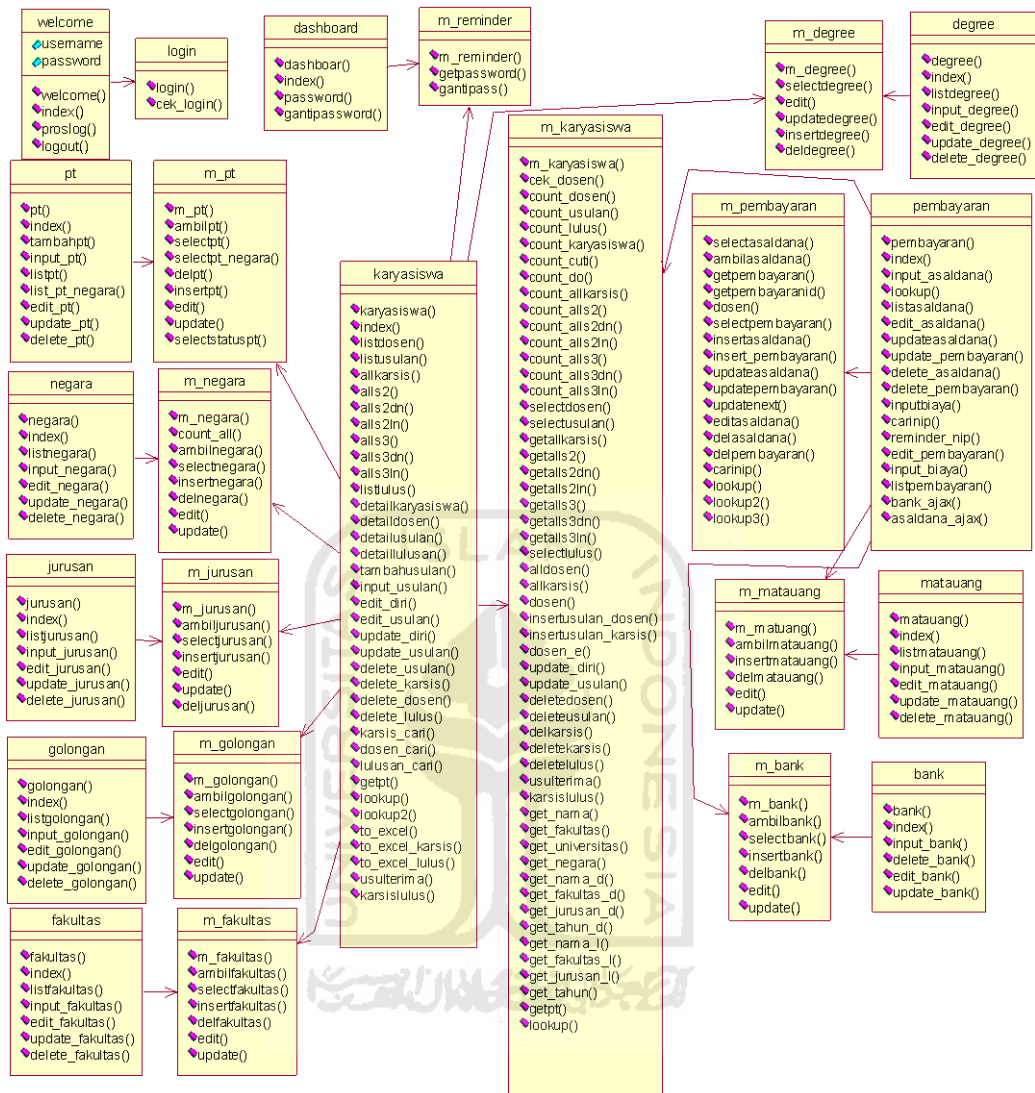 welcome
username
password
welcome()
index()
proslog()
logout()
login
login()
cek_login()
dashboard
dashboar()
index()
password()
gantipassword()
m_reminder
m_reminder()
getpassword()
gantipass()
m_degree
m_degree()
selectdegree()
edit()
updatedegree()
insertdegree()
deldegree()
degree
degree()
index()
listdegree()
input_degree()
edit_degree()
update_degree()
delete_degree()
pt
pt()
index()
tambahpt()
input_pt()
listpt()
list_pt_negara()
edit_pt()
update_pt()
delete_pt()
m_pt
m_pt()
ambilpt()
selectpt()
selectpt_negara()
delpt()
insertpt()
edit()
update()
selectstatuspt()
negara
negara()
index()
listnegara()
input_negara()
edit_negara()
update_negara()
delete_negara()
m_negara
m_negara()
count_all()
ambilnegara()
selectnegara()
insertnegara()
delnegara()
edit()
update()
jurusan
jurusan()
index()
listjurusan()
input_jurusan()
edit_jurusan()
update_jurusan()
delete_jurusan()
m_jurusan
m_jurusan()
ambiljurusan()
selectjurusan()
insertjurusan()
edit()
update()
deljurusan()
golongan
golongan()
index()
listgolongan()
input_golongan()
edit_golongan()
update_golongan()
delete_golongan()
m_golongan
m_golongan()
ambilgolongan()
selectgolongan()
insertgolongan()
delgolongan()
edit()
update()
fakultas
fakultas()
index()
listfakultas()
input_fakultas()
edit_fakultas()
update_fakultas()
delete_fakultas()
m_fakultas
m_fakultas()
ambilfakultas()
selectfakultas()
insertfakultas()
delfakultas()
edit()
update()
karyasiswa
karyasiswa()
index()
listdosen()
listusulan()
allkarsis()
alls2()
alls2dn()
alls2ln()
alls3()
alls3dn()
alls3ln()
listlulus()
detailkaryasiswa()
detaildosen()
detailusulan()
detaillulusan()
tambahusulan()
input_usulan()
edit_diri()
edit_usulan()
update_diri()
update_usulan()
delete_usulan()
delete_karsis()
delete_dosen()
delete_lulus()
karsis_cari()
dosen_cari()
lulusan_cari()
getpt()
lookup()
lookup2()
to_excel()
to_excel_karsis()
to_excel_lulus()
usulterima()
karsislulus()
m_karyasiswa
m_karyasiswa()
cek_dosen()
count_dosen()
count_usulan()
count_lulus()
count_karyasiswa()
count_cuti()
count_do()
count_allkarsis()
count_alls2()
count_alls2dn()
count_alls2ln()
count_alls3()
count_alls3dn()
count_alls3ln()
selectdosen()
selectusulan()
getallkarsis()
getalls2()
getalls2dn()
getalls2ln()
getalls3()
getalls3dn()
getalls3ln()
selectlulus()
alldosen()
allkarsis()
dosen()
insertusulan_dosen()
insertusulan_karsis()
dosen_e()
update_diri()
update_usulan()
deletedosen()
deleteusulan()
delkarsis()
deletekarsis()
deletelulus()
usulterima()
karsislulus()
get_nama()
get_fakultas()
get_universitas()
get_negara()
get_nama_d()
get_fakultas_d()
get_jurusan_d()
get_tahun_d()
get_nama_l()
get_fakultas_l()
get_jurusan_l()
get_tahun()
getpt()
lookup()
m_pembayaran
selectasaldana()
ambilasaldana()
getpembayaran()
getpembayaranid()
dosen()
selectpembayaran()
insertasaldana()
insert_pembayaran()
updateasaldana()
updatepembayaran()
updatenext()
editasaldana()
delasaldana()
delpembayaran()
carinip()
lookup()
lookup2()
lookup3()
pembayaran
pembayaran()
index()
input_asaldana()
lookup()
listasaldana()
edit_asaldana()
updateasaldana()
update_pembayaran()
delete_asaldana()
delete_pembayaran()
inputbiaya()
carinip()
reminder_nip()
edit_pembayaran()
input_biaya()
listpembayaran()
bank_ajax()
asaldana_ajax()
m_matauang
m_matuang()
ambilmatauang()
insertmatauang()
delmatauang()
edit()
update()
matauang
matauang()
index()
listmatauang()
input_matauang()
edit_matauang()
update_matauang()
delete_matauang()
m_bank
m_bank()
ambilbank()
selectbank()
insertbank()
delbank()
edit()
update()
bank
bank()
index()
input_bank()
delete_bank()
edit_bank()
update_bank()
UNIVERSITAS
ISLAM
INDONESIA